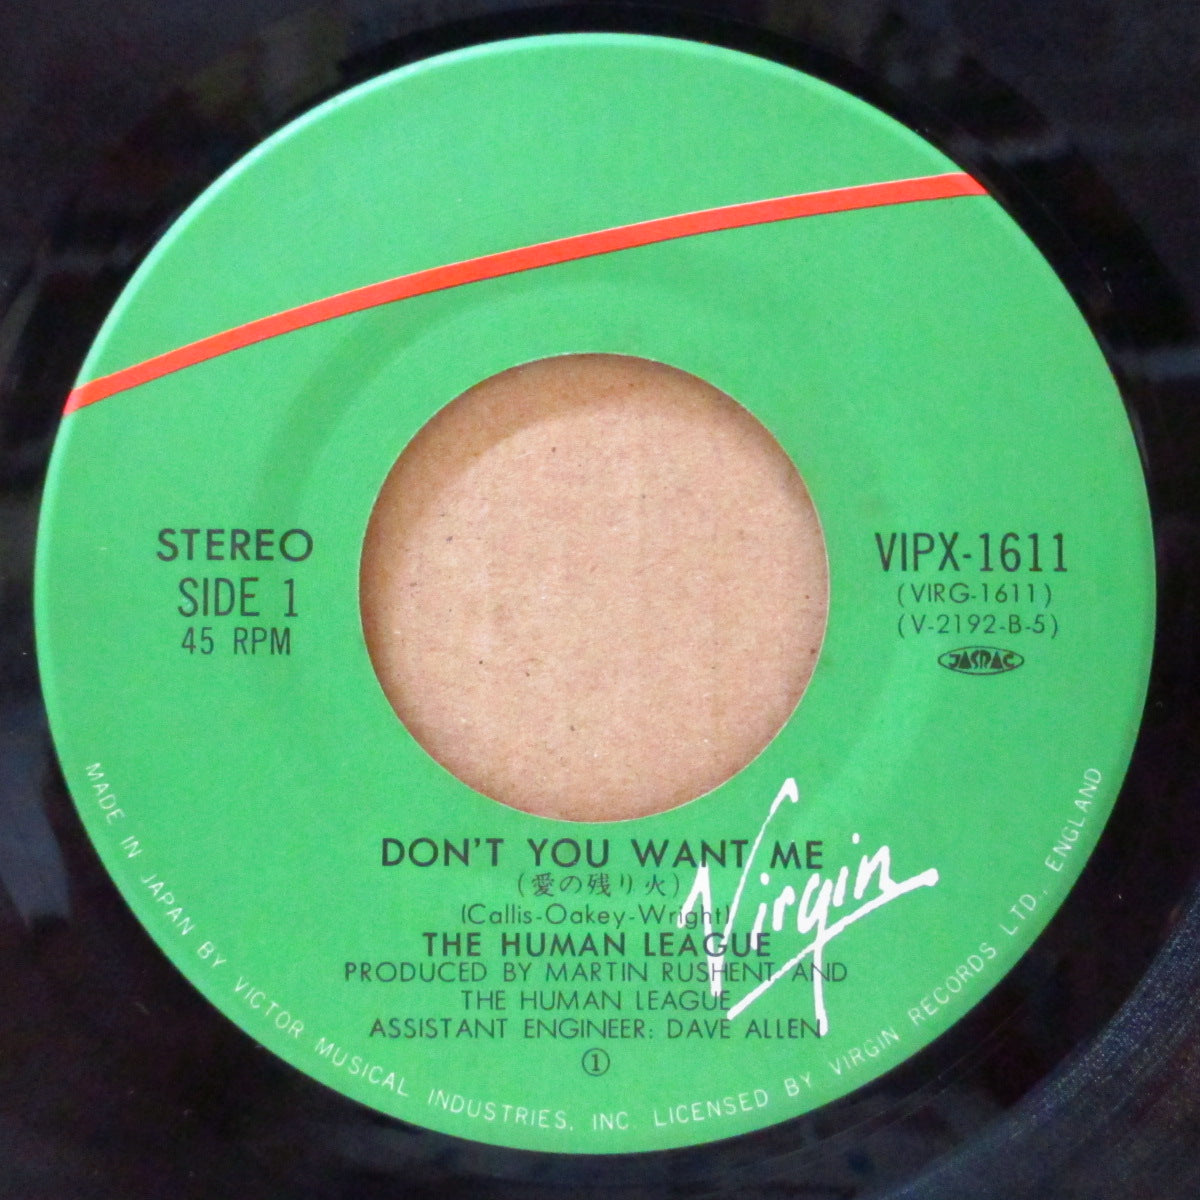 STEREO
SIDE 1
45 RPM
VIPX-1611
(VIRG-1611)
(V-2192-B-5)
JASRAC
DON'T YOU WANT ME
(愛の残り火)
(Callis-Oakey-Wright)
THE HUMAN LEAGUE
PRODUCED BY MARTIN RUSHENT AND
THE HUMAN LEAGUE
ASSISTANT ENGINEER: DAVE ALLEN
①
Virgin
MADE IN JAPAN BY VICTOR MUSICAL INDUSTRIES, INC. LICENSED BY VIRGIN RECORDS LTD., ENGLAND